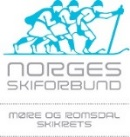 NORGES
SKIFORBUND
MØRE OG ROMSDAL
SKIKRETS